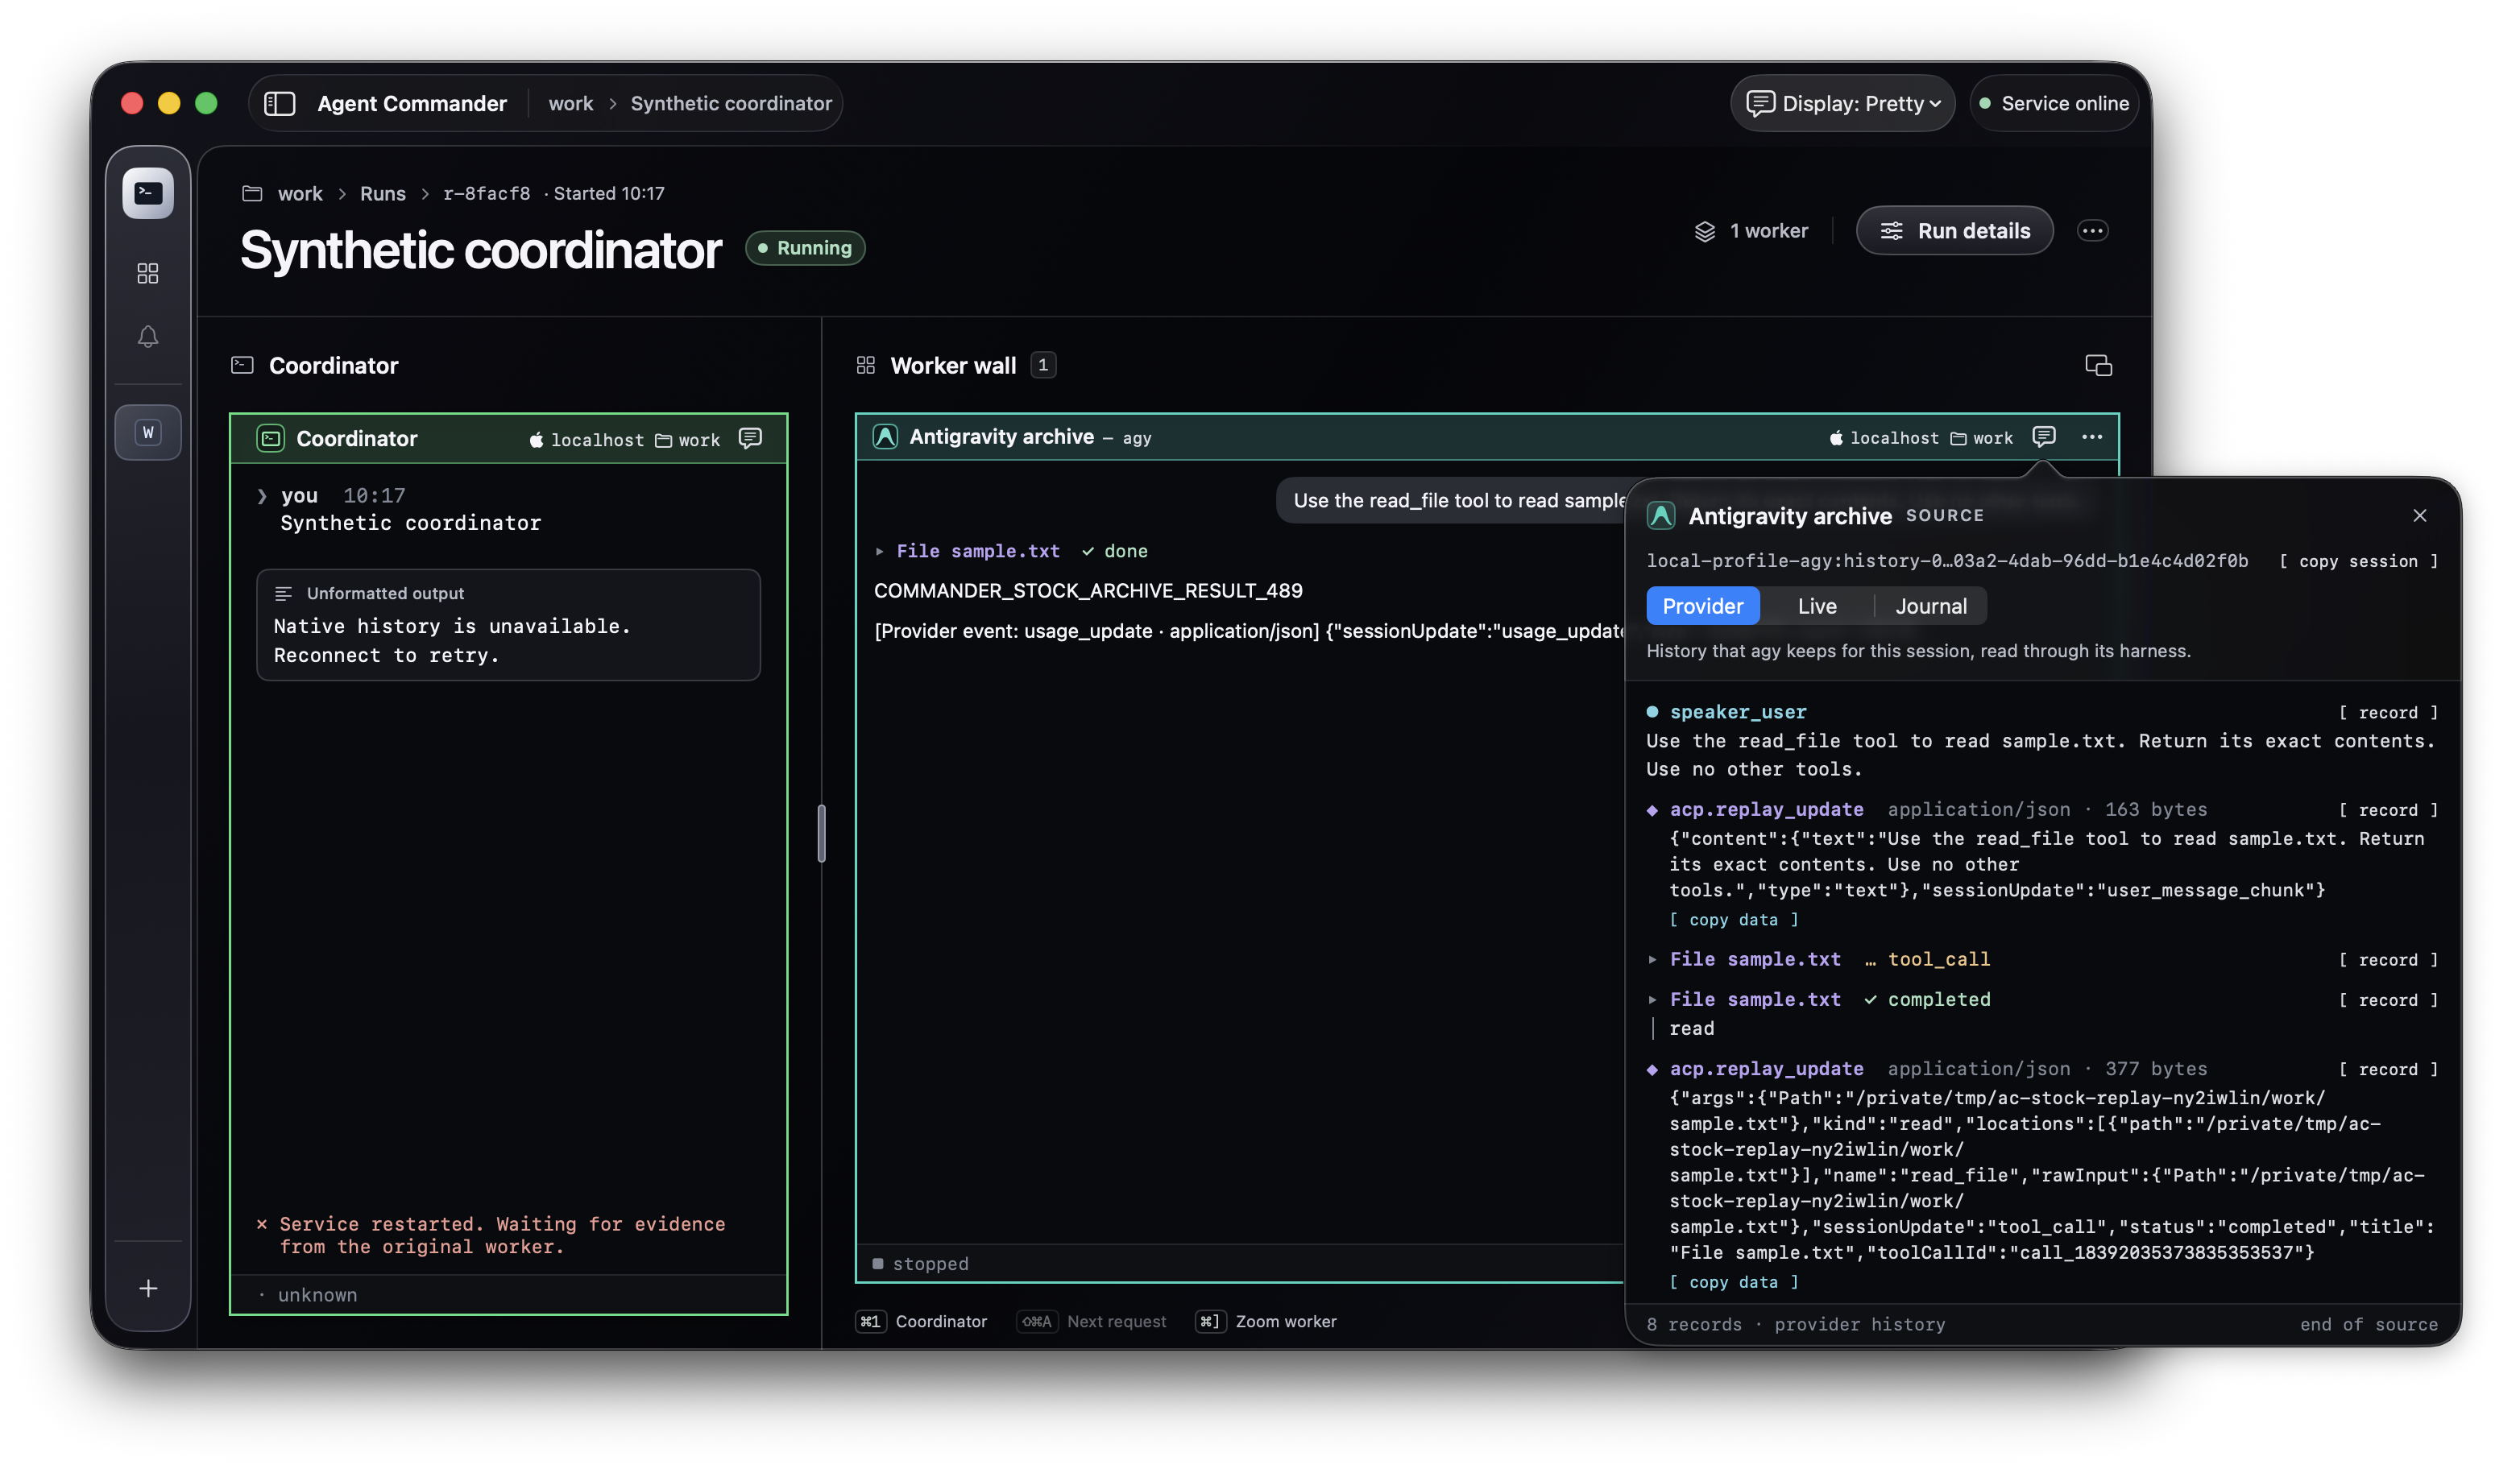 Agent Commander work > Synthetic coordinator
Display: Pretty
Service online
work > Runs > r-8facf8 · Started 10:17
Synthetic coordinator
Running
1 worker
Run details
W
Coordinator
Coordinator
localhost work
❯ you 10:17
Synthetic coordinator
Unformatted output
Native history is unavailable.
Reconnect to retry.
× Service restarted. Waiting for evidence
from the original worker.
· unknown
Worker wall 1
Antigravity archive – agy
localhost work
Use the read_file tool to read sample
▸ File sample.txt ✓ done
COMMANDER_STOCK_ARCHIVE_RESULT_489
[Provider event: usage_update · application/json] {"sessionUpdate":"usage_update
stopped
⌘1 Coordinator
⇧⌘A Next request
⌘] Zoom worker
Antigravity archive SOURCE
local-profile-agy:history-0…03a2-4dab-96dd-b1e4c4d02f0b [ copy session ]
Provider Live Journal
History that agy keeps for this session, read through its harness.
speaker_user [ record ]
Use the read_file tool to read sample.txt. Return its exact contents.
Use no other tools.
◆ acp.replay_update application/json · 163 bytes [ record ]
{"content":{"text":"Use the read_file tool to read sample.txt. Return
its exact contents. Use no other
tools.","type":"text"},"sessionUpdate":"user_message_chunk"}
[ copy data ]
▸ File sample.txt … tool_call [ record ]
▸ File sample.txt ✓ completed [ record ]
read
◆ acp.replay_update application/json · 377 bytes [ record ]
{"args":{"Path":"/private/tmp/ac-stock-replay-ny2iwlin/work/
sample.txt"},"kind":"read","locations":[{"path":"/private/tmp/ac-
stock-replay-ny2iwlin/work/
sample.txt"}],"name":"read_file","rawInput":{"Path":"/private/tmp/ac-
stock-replay-ny2iwlin/work/
sample.txt"},"sessionUpdate":"tool_call","status":"completed","title":
"File sample.txt","toolCallId":"call_18392035373835353537"}
[ copy data ]
8 records · provider history end of source